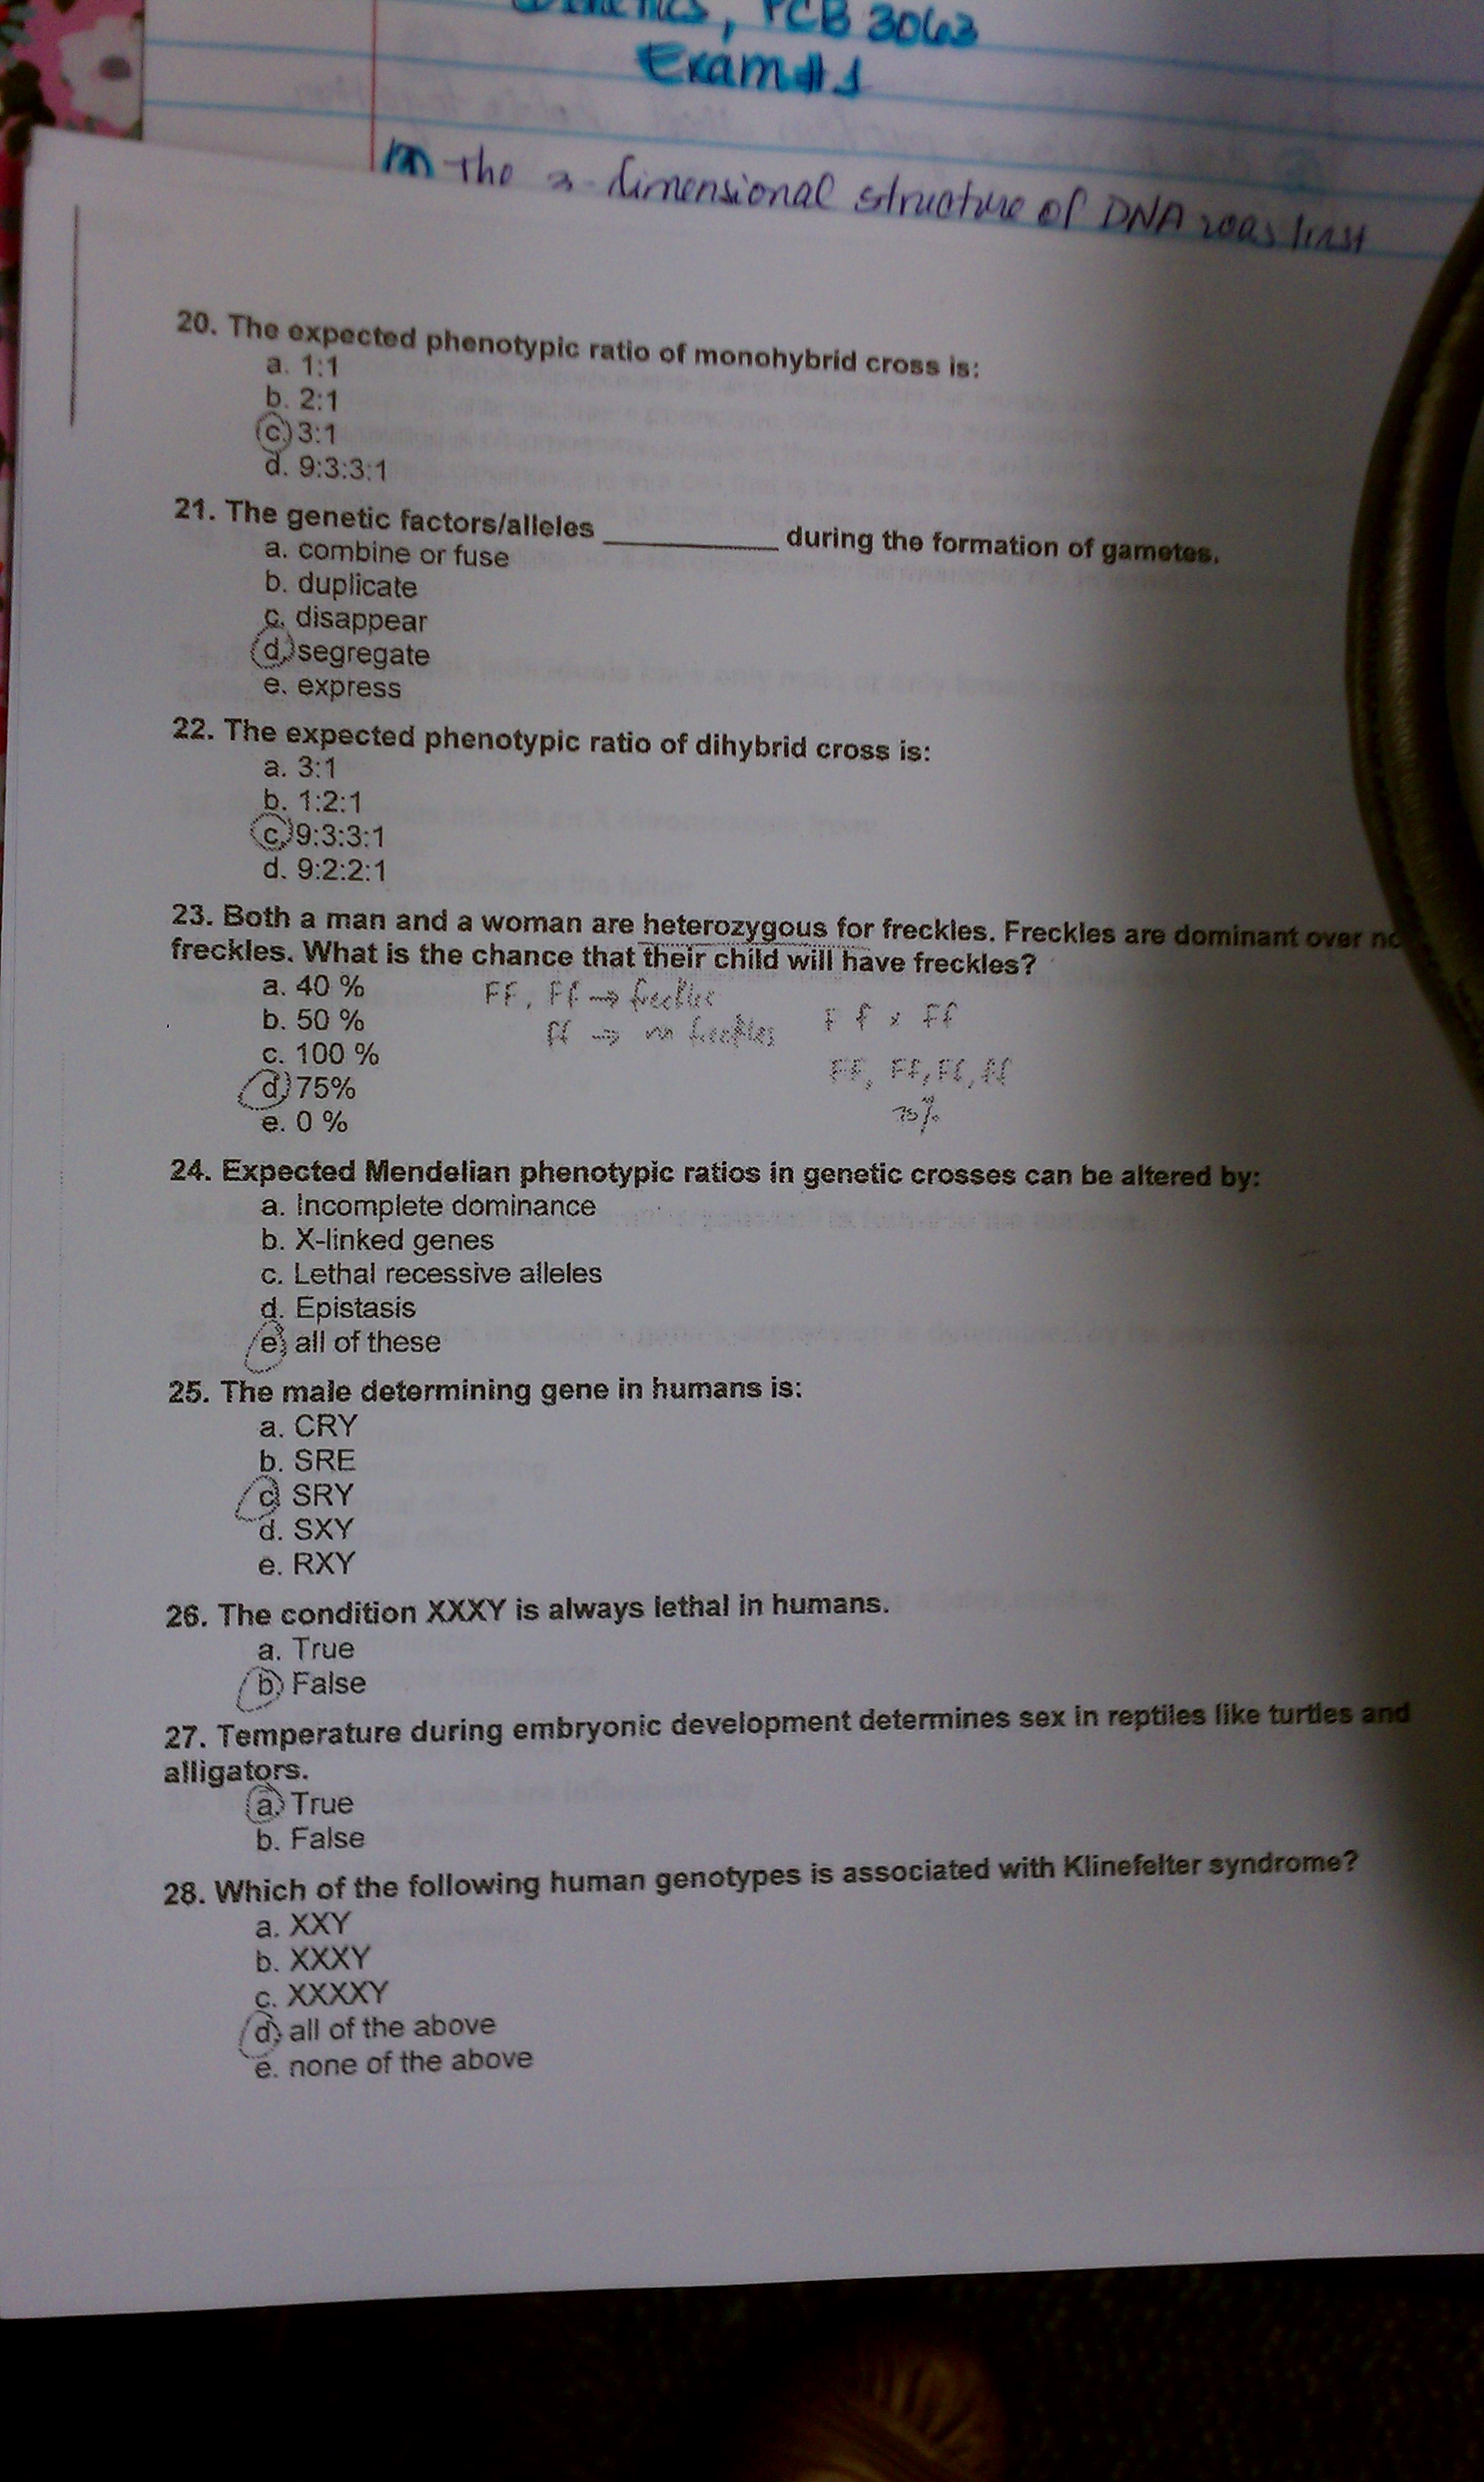 Genetics, PCB 3063
Exam #1
The 3-dimensional structure of DNA was first
20. The expected phenotypic ratio of monohybrid cross is:
a. 1:1
b. 2:1
c. 3:1
d. 9:3:3:1
21. The genetic factors/alleles __________ during the formation of gametes.
a. combine or fuse
b. duplicate
c. disappear
d. segregate
e. express
22. The expected phenotypic ratio of dihybrid cross is:
a. 3:1
b. 1:2:1
c. 9:3:3:1
d. 9:2:2:1
23. Both a man and a woman are heterozygous for freckles. Freckles are dominant over no
freckles. What is the chance that their child will have freckles?
a. 40 %
b. 50 %
c. 100 %
d. 75%
e. 0 %
FF, Ff → freckles
ff → no freckles
Ff x Ff
FF, Ff, Ff, ff
75%
24. Expected Mendelian phenotypic ratios in genetic crosses can be altered by:
a. Incomplete dominance
b. X-linked genes
c. Lethal recessive alleles
d. Epistasis
e. all of these
25. The male determining gene in humans is:
a. CRY
b. SRE
c. SRY
d. SXY
e. RXY
26. The condition XXXY is always lethal in humans.
a. True
b. False
27. Temperature during embryonic development determines sex in reptiles like turtles and
alligators.
a. True
b. False
28. Which of the following human genotypes is associated with Klinefelter syndrome?
a. XXY
b. XXXY
c. XXXXY
d. all of the above
e. none of the above